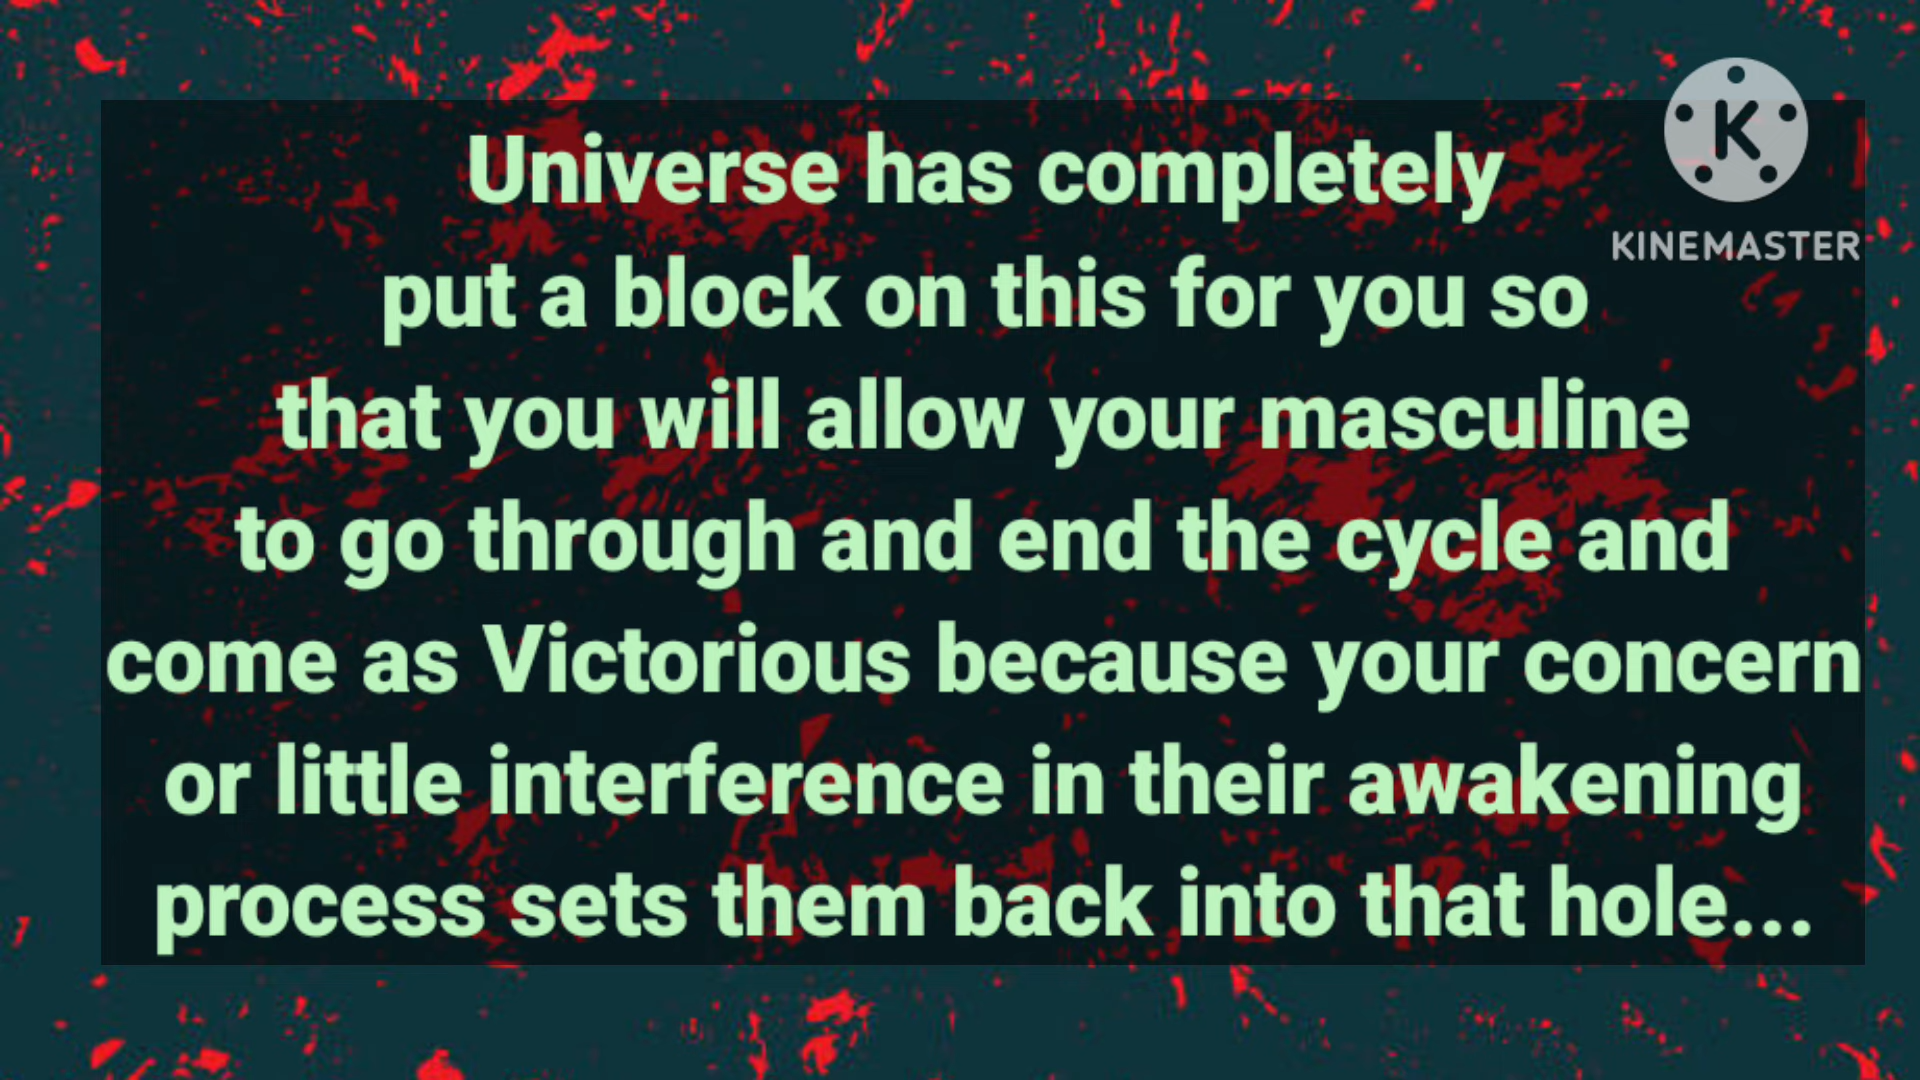 Universe has completely
put a block on this for you so
that you will allow your masculine
to go through and end the cycle and
come as Victorious because your concern
or little interference in their awakening
process sets them back into that hole...
K
KINEMASTER